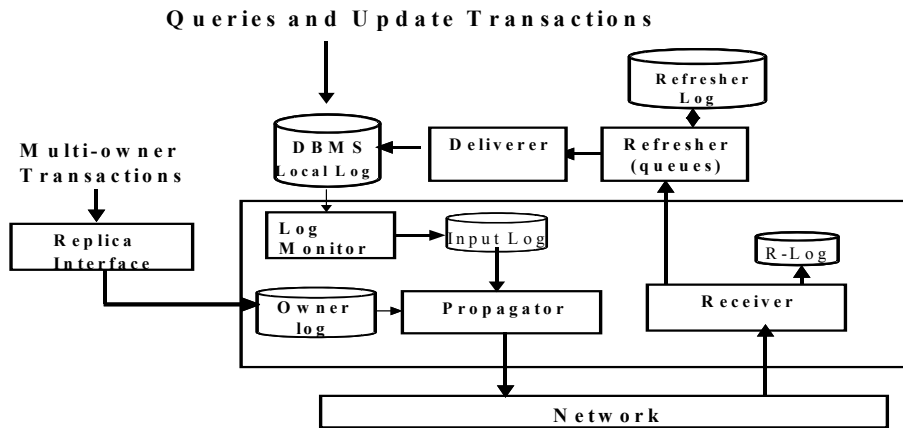 Queries and Update Transactions
Refresher
Log
Multi-owner
Transactions
DBMS
Local Log
Deliverer
Refresher
(queues)
Replica
Interface
Log
Monitor
Input Log
R-Log
Owner
log
Propagator
Receiver
Network